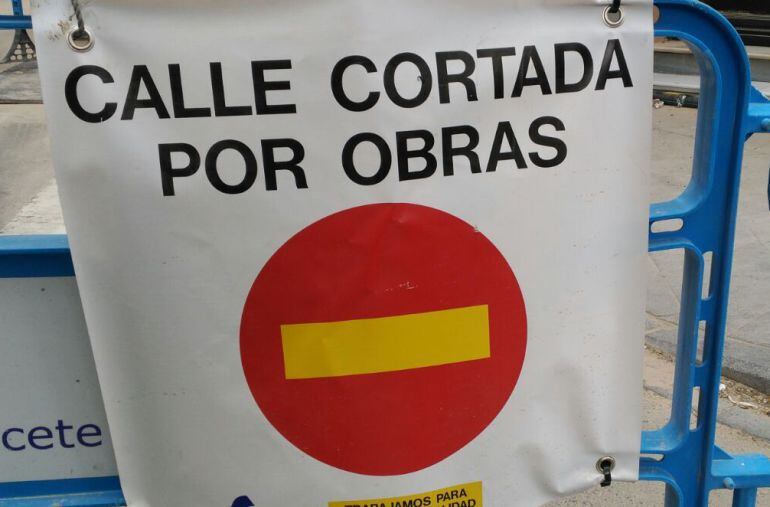 CALLE CORTADA
POR OBRAS
cete
TRABAJAMOS PARA